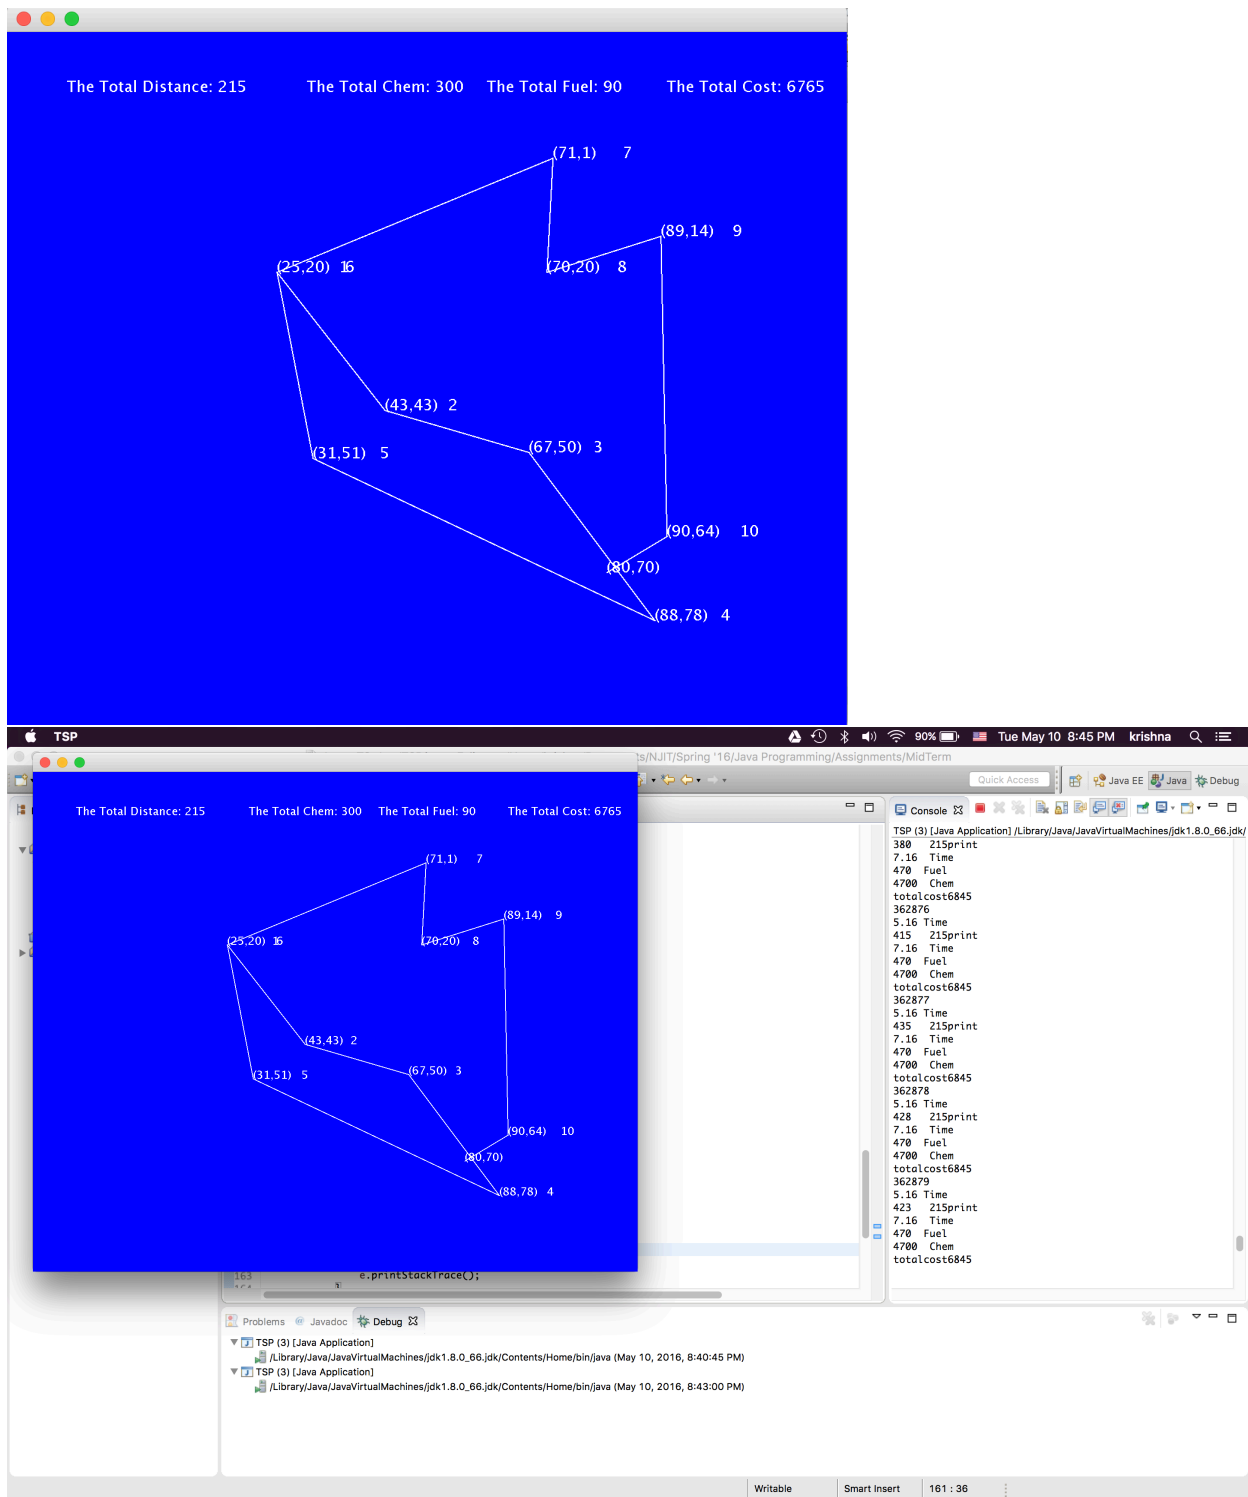 The Total Distance: 215 The Total Chem: 300 The Total Fuel: 90 The Total Cost: 6765
(71,1) 7
(89,14) 9
(25,20) (70,20) 8
(43,43) 2
(67,50) 3
(31,51) 5
(90,64) 10
(80,70)
(88,78) 4
TSP 90% Tue May 10 8:45 PM krishna
ts/NJIT/Spring '16/Java Programming/Assignments/MidTerm
Quick Access Java EE Java Debug
The Total Distance: 215 The Total Chem: 300 The Total Fuel: 90 The Total Cost: 6765
(71,1) 7
(89,14) 9
(25,20) (70,20) 8
(43,43) 2
(67,50) 3
(31,51) 5
(90,64) 10
(80,70)
(88,78) 4
163 e.printStackTrace();
Console
TSP (3) [Java Application] /Library/Java/JavaVirtualMachines/jdk1.8.0_66.jdk/
380 215print
7.16 Time
470 Fuel
4700 Chem
totalcost6845
362876
5.16 Time
415 215print
7.16 Time
470 Fuel
4700 Chem
totalcost6845
362877
5.16 Time
435 215print
7.16 Time
470 Fuel
4700 Chem
totalcost6845
362878
5.16 Time
428 215print
7.16 Time
470 Fuel
4700 Chem
totalcost6845
362879
5.16 Time
423 215print
7.16 Time
470 Fuel
4700 Chem
totalcost6845
Problems Javadoc Debug
TSP (3) [Java Application]
/Library/Java/JavaVirtualMachines/jdk1.8.0_66.jdk/Contents/Home/bin/java (May 10, 2016, 8:40:45 PM)
TSP (3) [Java Application]
/Library/Java/JavaVirtualMachines/jdk1.8.0_66.jdk/Contents/Home/bin/java (May 10, 2016, 8:43:00 PM)
Writable Smart Insert 161 : 36